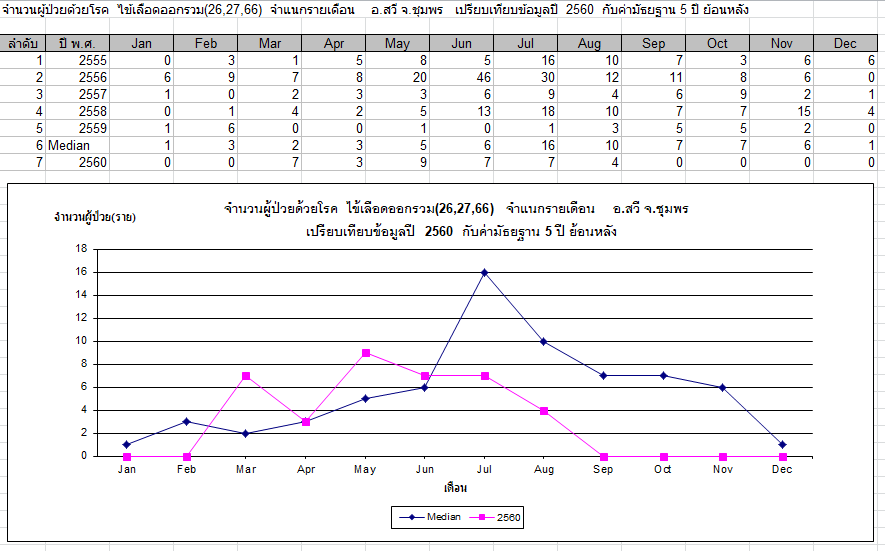 จำนวนผู้ป่วยด้วยโรค ไข้เลือดออกรวม(26,27,66) จำแนกรายเดือน อ.สวี จ.ชุมพร เปรียบเทียบข้อมูลปี 2560 กับค่ามัธยฐาน 5 ปี ย้อนหลัง
ลำดับ ปี พ.ศ. Jan Feb Mar Apr May Jun Jul Aug Sep Oct Nov Dec
1 2555 0 3 1 5 8 5 16 10 7 3 6 6
2 2556 6 9 7 8 20 46 30 12 11 8 6 0
3 2557 1 0 2 3 3 6 9 4 6 9 2 1
4 2558 0 1 4 2 5 13 18 10 7 7 15 4
5 2559 1 6 0 0 1 0 1 3 5 5 2 0
6 Median 1 3 2 3 5 6 16 10 7 7 6 1
7 2560 0 0 7 3 9 7 7 4 0 0 0 0
จำนวนผู้ป่วยด้วยโรค ไข้เลือดออกรวม(26,27,66) จำแนกรายเดือน อ.สวี จ.ชุมพร
จำนวนผู้ป่วย(ราย)
เปรียบเทียบข้อมูลปี 2560 กับค่ามัธยฐาน 5 ปี ย้อนหลัง
18
16
14
12
10
8
6
4
2
0
Jan Feb Mar Apr May Jun Jul Aug Sep Oct Nov Dec
เดือน
Median 2560